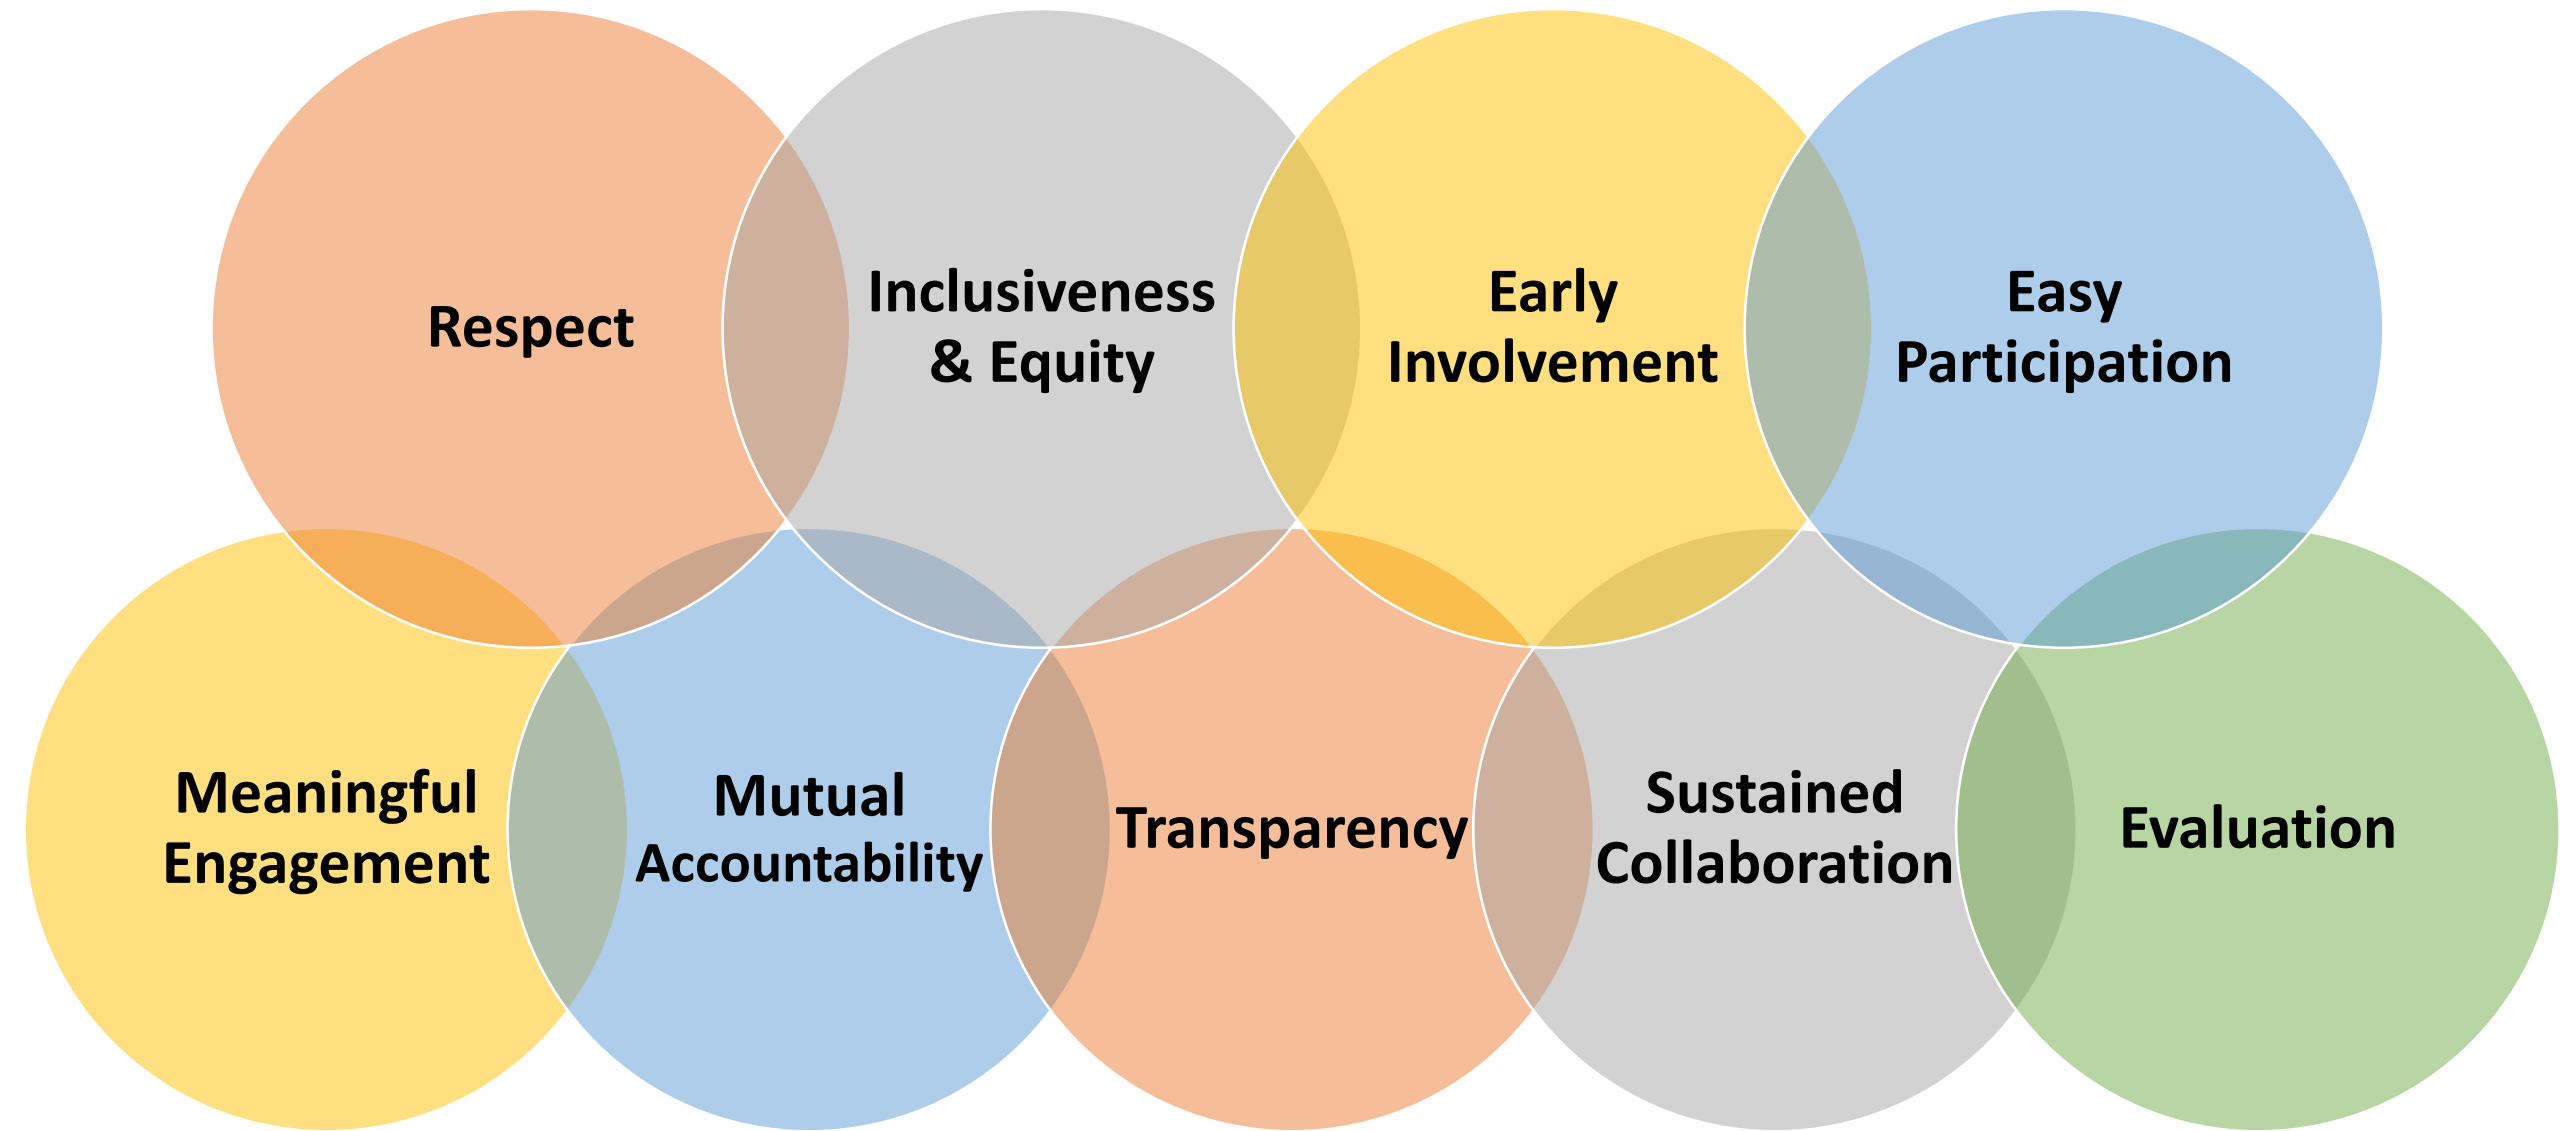 Respect
Inclusiveness
& Equity
Early
Involvement
Easy
Participation
Meaningful
Engagement
Mutual
Accountability
Transparency
Sustained
Collaboration
Evaluation